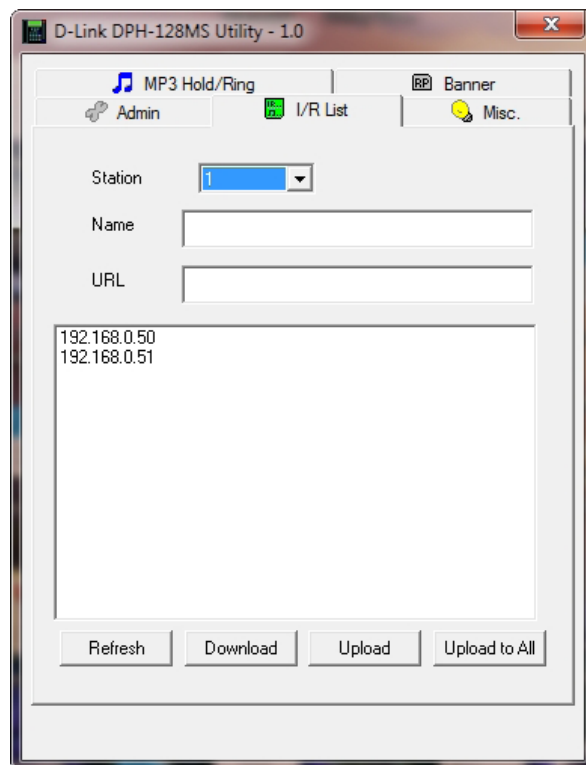 D-Link DPH-128MS Utility - 1.0
MP3 Hold/Ring
RP Banner
Admin
I/R List
Misc.
Station 1
Name
URL
192.168.0.50
192.168.0.51
Refresh Download Upload Upload to All